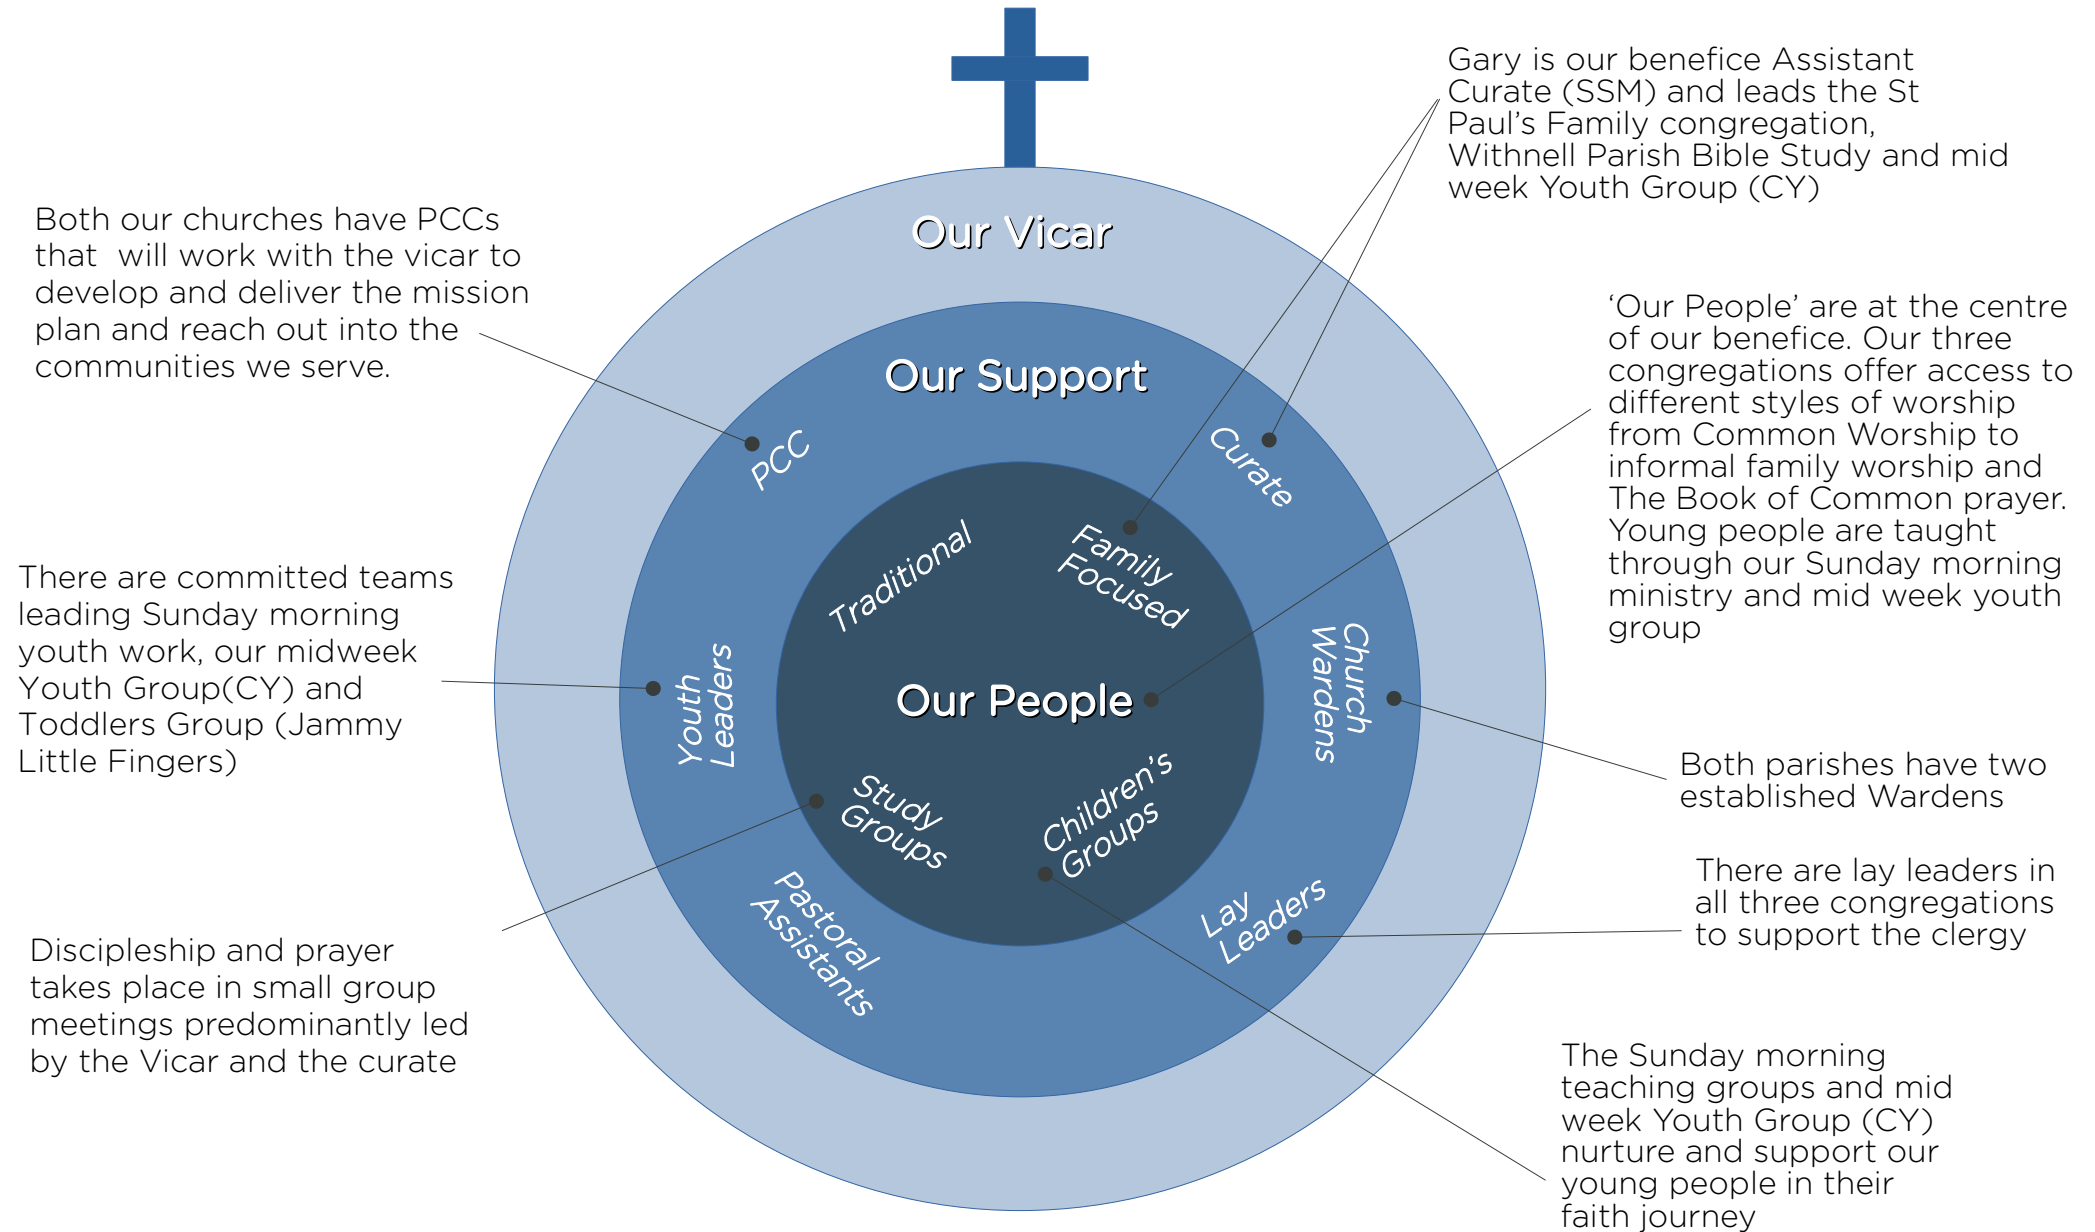 Gary is our benefice Assistant
Curate (SSM) and leads the St
Paul’s Family congregation,
Withnell Parish Bible Study and mid
week Youth Group (CY)
Both our churches have PCCs
that  will work with the vicar to
develop and deliver the mission
plan and reach out into the
communities we serve.
Our Vicar
‘Our People’ are at the centre
of our benefice. Our three
congregations offer access to
different styles of worship
from Common Worship to
informal family worship and
The Book of Common prayer.
Young people are taught
through our Sunday morning
ministry and mid week youth
group
Our Support
PCC
Curate
Traditional
Family
Focused
There are committed teams
leading Sunday morning
youth work, our midweek
Youth Group(CY) and
Toddlers Group (Jammy
Little Fingers)
Youth
Leaders
Our People
Church
Wardens
Both parishes have two
established Wardens
Study
Groups
Children’s
Groups
There are lay leaders in
all three congregations
to support the clergy
Pastoral
Assistants
Lay
Leaders
Discipleship and prayer
takes place in small group
meetings predominantly led
by the Vicar and the curate
The Sunday morning
teaching groups and mid
week Youth Group (CY)
nurture and support our
young people in their
faith journey